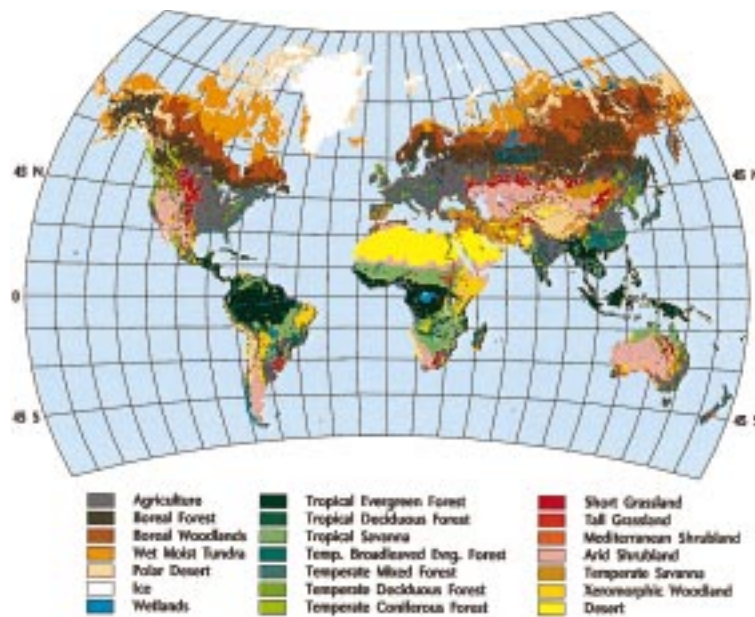 45 N
45 N
0
45 S
45 S
Agriculture
Boreal Forest
Boreal Woodlands
Wet Moist Tundra
Polar Desert
Ice
Wetlands
Tropical Evergreen Forest
Tropical Deciduous Forest
Tropical Savanna
Temp. Broadleaved Evrg. Forest
Temperate Mixed Forest
Temperate Deciduous Forest
Temperate Coniferous Forest
Short Grassland
Tall Grassland
Mediterranean Shrubland
Arid Shrubland
Temperate Savanna
Xeromorphic Woodland
Desert